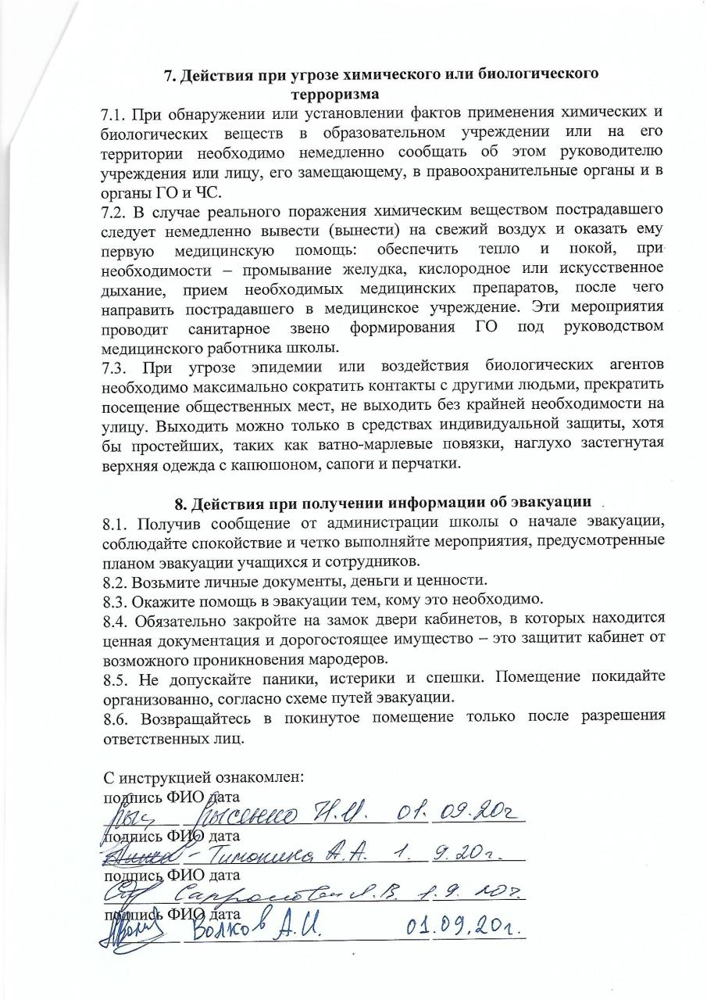 7. Действия при угрозе химического или биологического
терроризма
7.1. При обнаружении или установлении фактов применения химических и
биологических веществ в образовательном учреждении или на его
территории необходимо немедленно сообщать об этом руководителю
учреждения или лицу, его замещающему, в правоохранительные органы и в
органы ГО и ЧС.
7.2. В случае реального поражения химическим веществом пострадавшего
следует немедленно вывести (вынести) на свежий воздух и оказать ему
первую медицинскую помощь: обеспечить тепло и покой, при
необходимости – промывание желудка, кислородное или искусственное
дыхание, прием необходимых медицинских препаратов, после чего
направить пострадавшего в медицинское учреждение. Эти мероприятия
проводит санитарное звено формирования ГО под руководством
медицинского работника школы.
7.3. При угрозе эпидемии или воздействия биологических агентов
необходимо максимально сократить контакты с другими людьми, прекратить
посещение общественных мест, не выходить без крайней необходимости на
улицу. Выходить можно только в средствах индивидуальной защиты, хотя
бы простейших, таких как ватно-марлевые повязки, наглухо застегнутая
верхняя одежда с капюшоном, сапоги и перчатки.
8. Действия при получении информации об эвакуации
8.1. Получив сообщение от администрации школы о начале эвакуации,
соблюдайте спокойствие и четко выполняйте мероприятия, предусмотренные
планом эвакуации учащихся и сотрудников.
8.2. Возьмите личные документы, деньги и ценности.
8.3. Окажите помощь в эвакуации тем, кому это необходимо.
8.4. Обязательно закройте на замок двери кабинетов, в которых находится
ценная документация и дорогостоящее имущество – это защитит кабинет от
возможного проникновения мародеров.
8.5. Не допускайте паники, истерики и спешки. Помещение покидайте
организованно, согласно схеме путей эвакуации.
8.6. Возвращайтесь в покинутое помещение только после разрешения
ответственных лиц.
С инструкцией ознакомлен:
подпись ФИО дата
Н.И. 01. 09.20г
подпись ФИО дата
Тимонина А.А. 1. 9.20г.
подпись ФИО дата
1.9. 20г.
подпись ФИО дата
Волков А.И. 01.09.20г.